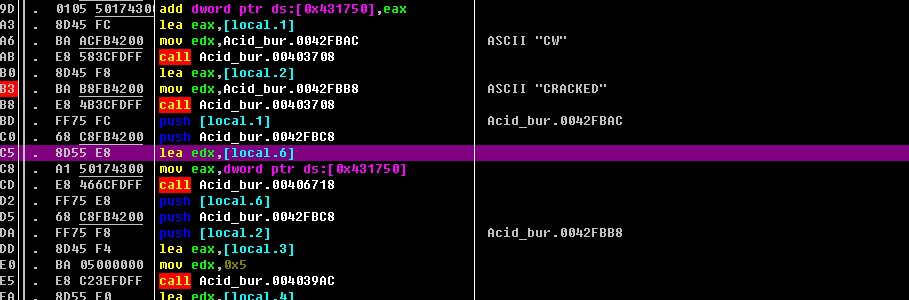 9D . 0105 50174300 add dword ptr ds:[0x431750],eax
A3 . 8D45 FC lea eax,[local.1]
A6 . BA ACFB4200 mov edx,Acid_bur.0042FBAC ASCII "CW"
AB . E8 583CFDFF call Acid_bur.00403708
B0 . 8D45 F8 lea eax,[local.2]
B3 . BA B8FB4200 mov edx,Acid_bur.0042FBB8 ASCII "CRACKED"
B8 . E8 4B3CFDFF call Acid_bur.00403708
BD . FF75 FC push [local.1] Acid_bur.0042FBAC
C0 . 68 C8FB4200 push Acid_bur.0042FBC8
C5 . 8D55 E8 lea edx,[local.6]
C8 . A1 50174300 mov eax,dword ptr ds:[0x431750]
CD . E8 466CFDFF call Acid_bur.00406718
D2 . FF75 E8 push [local.6]
D5 . 68 C8FB4200 push Acid_bur.0042FBC8
DA . FF75 F8 push [local.2] Acid_bur.0042FBB8
DD . 8D45 F4 lea eax,[local.3]
E0 . BA 05000000 mov edx,0x5
E5 . E8 C23EFDFF call Acid_bur.004039AC
EA . 8D55 F0 lea edx,[local.4]